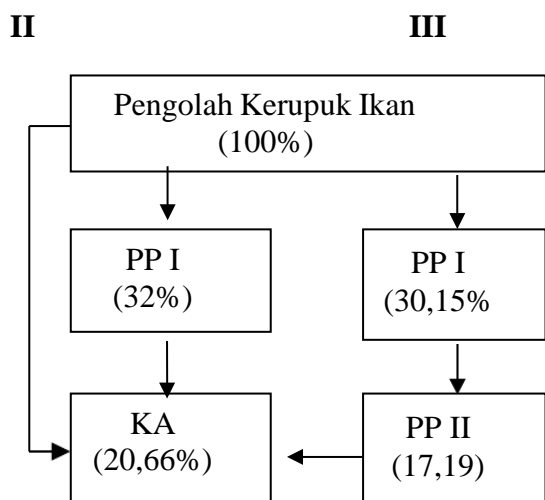 II III
Pengolah Kerupuk Ikan
(100%)
PP I
(32%)
PP I
(30,15%
KA
(20,66%)
PP II
(17,19)